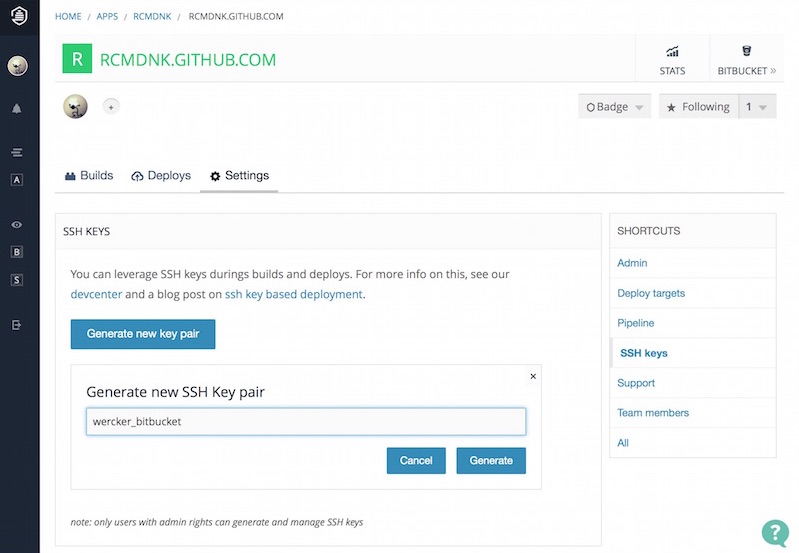 HOME / APPS / RCMDNK / RCMDNK.GITHUB.COM
R RCMDNK.GITHUB.COM
STATS
BITBUCKET »
+
Badge
★ Following 1
Builds Deploys Settings
A
B
S
SSH KEYS
You can leverage SSH keys durings builds and deploys. For more info on this, see our
devcenter and a blog post on ssh key based deployment.
Generate new key pair
×
Generate new SSH Key pair
wercker_bitbucket
Cancel Generate
note: only users with admin rights can generate and manage SSH keys
SHORTCUTS
Admin
Deploy targets
Pipeline
SSH keys
Support
Team members
All
?